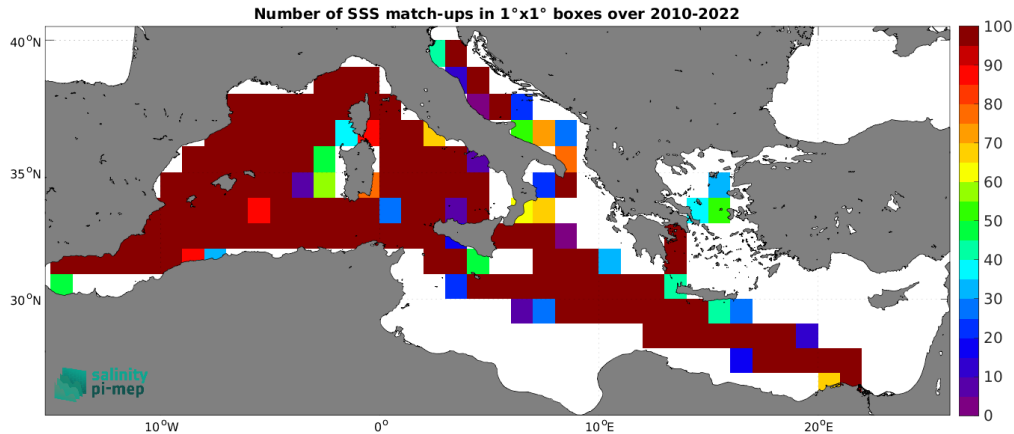 Number of SSS match-ups in 1°x1° boxes over 2010-2022
40°N
35°N
30°N
10°W
0°
10°E
20°E
100
90
80
70
60
50
40
30
20
10
0
salinity
pi-mep